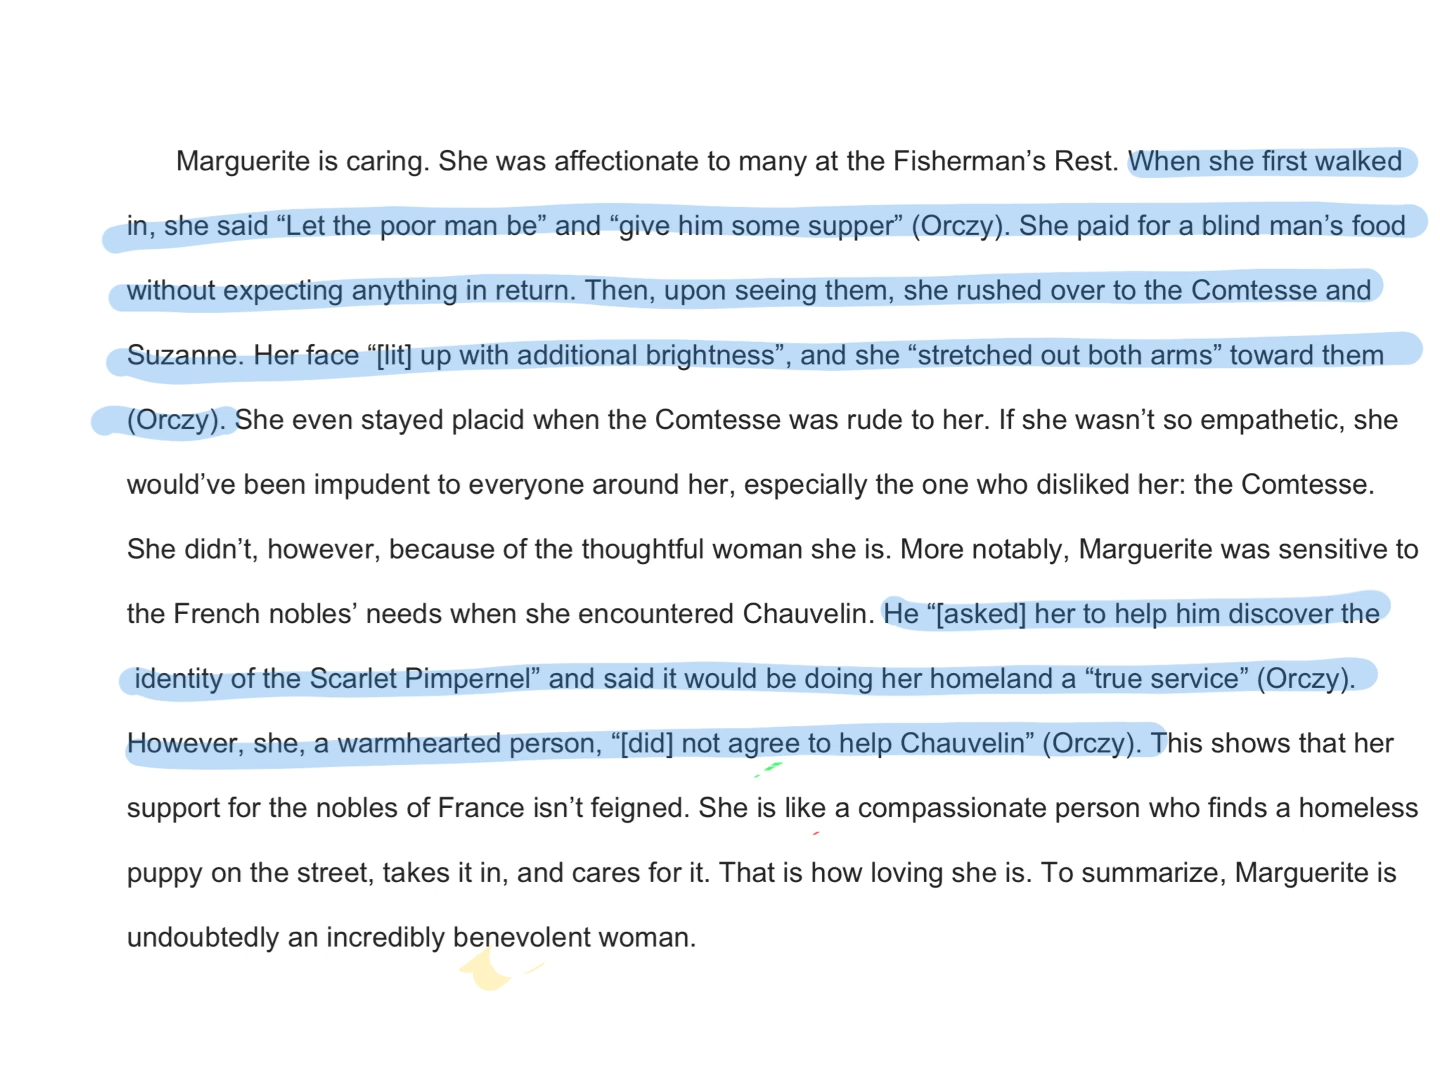 Marguerite is caring. She was affectionate to many at the Fisherman’s Rest. When she first walked
in, she said “Let the poor man be” and “give him some supper” (Orczy). She paid for a blind man’s food
without expecting anything in return. Then, upon seeing them, she rushed over to the Comtesse and
Suzanne. Her face “[lit] up with additional brightness”, and she “stretched out both arms” toward them
(Orczy). She even stayed placid when the Comtesse was rude to her. If she wasn’t so empathetic, she
would’ve been impudent to everyone around her, especially the one who disliked her: the Comtesse.
She didn’t, however, because of the thoughtful woman she is. More notably, Marguerite was sensitive to
the French nobles’ needs when she encountered Chauvelin. He “[asked] her to help him discover the
identity of the Scarlet Pimpernel” and said it would be doing her homeland a “true service” (Orczy).
However, she, a warmhearted person, “[did] not agree to help Chauvelin” (Orczy). This shows that her
support for the nobles of France isn’t feigned. She is like a compassionate person who finds a homeless
puppy on the street, takes it in, and cares for it. That is how loving she is. To summarize, Marguerite is
undoubtedly an incredibly benevolent woman.